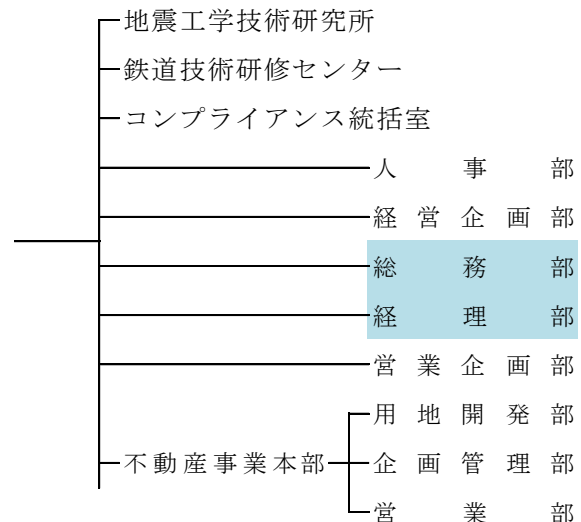 地震工学技術研究所
鉄道技術研修センター
コンプライアンス統括室
人事部
経営企画部
総務部
経理部
営業企画部
用地開発部
不動産事業本部 企画管理部
営業部